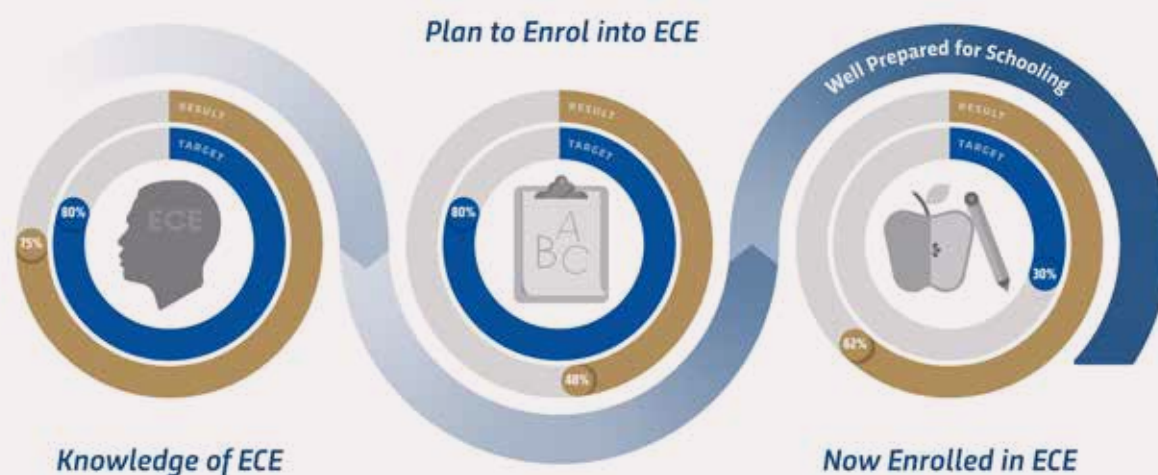 Plan to Enrol into ECE
Well Prepared for Schooling
RESULT
TARGET
ECE
80%
75%
RESULT
TARGET
80%
A
BC
48%
RESULT
TARGET
30%
62%
Knowledge of ECE
Now Enrolled in ECE